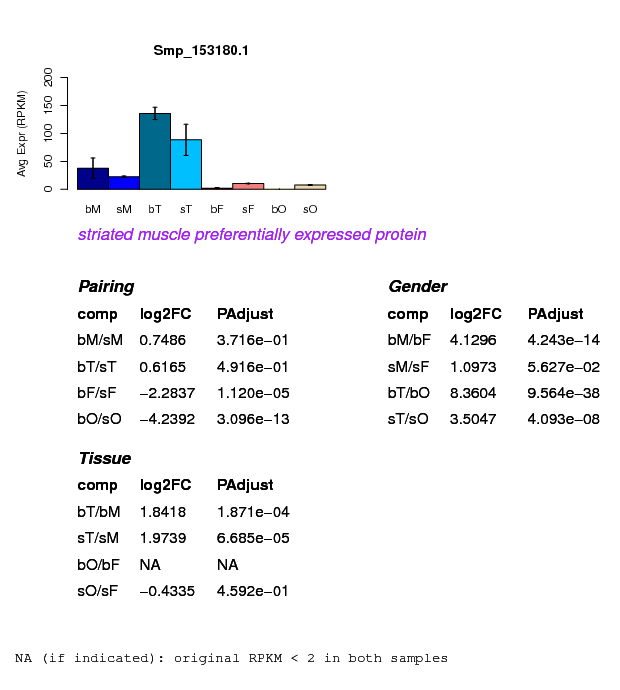 Smp_153180.1
Avg Expr (RPKM)
0 50 100 150 200
bM sM bT sT bF sF bO sO
striated muscle preferentially expressed protein
Pairing
comp log2FC PAdjust
bM/sM 0.7486 3.716e−01
bT/sT 0.6165 4.916e−01
bF/sF −2.2837 1.120e−05
bO/sO −4.2392 3.096e−13
Gender
comp log2FC PAdjust
bM/bF 4.1296 4.243e−14
sM/sF 1.0973 5.627e−02
bT/bO 8.3604 9.564e−38
sT/sO 3.5047 4.093e−08
Tissue
comp log2FC PAdjust
bT/bM 1.8418 1.871e−04
sT/sM 1.9739 6.685e−05
bO/bF NA NA
sO/sF −0.4335 4.592e−01
NA (if indicated): original RPKM < 2 in both samples